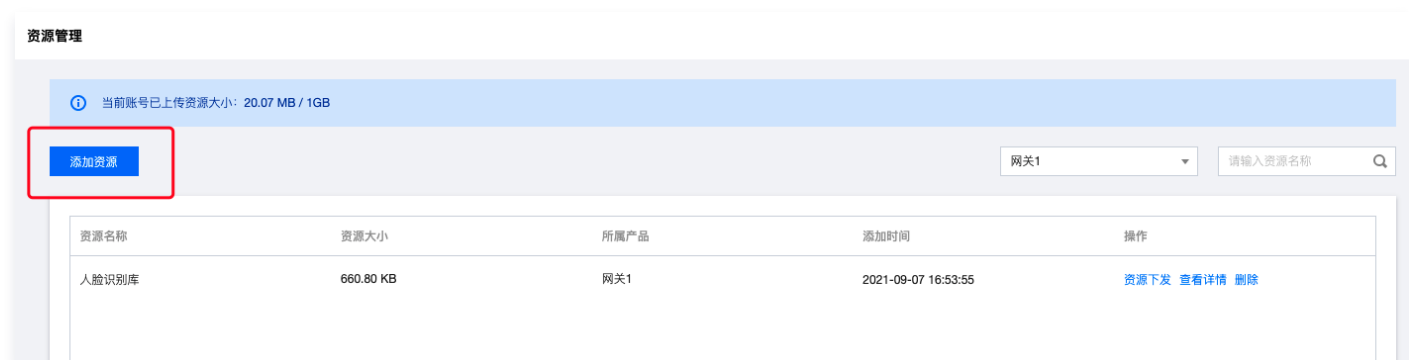 资源管理
当前账号已上传资源大小：20.07 MB / 1GB
添加资源 网关1 请输入资源名称
资源名称 资源大小 所属产品 添加时间 操作
人脸识别库 660.80 KB 网关1 2021-09-07 16:53:55 资源下发 查看详情 删除